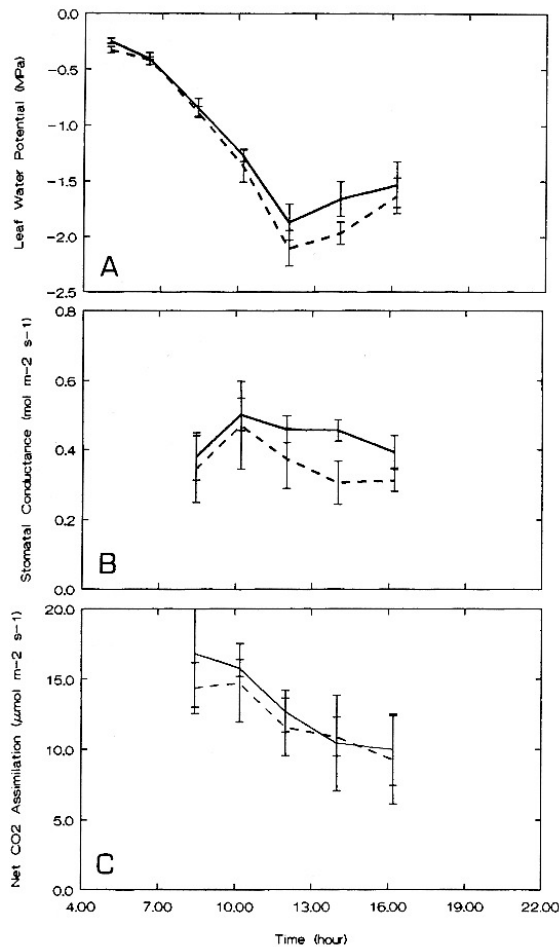 0.0
-0.5
-1.0
-1.5
-2.0
-2.5
Leaf Water Potential (MPa)
A
0.8
0.6
0.4
0.2
0.0
Stomatal Conductance (mol m-2 s-1)
B
20.0
15.0
10.0
5.0
0.0
Net CO2 Assimilation (μmol m-2 s-1)
C
4.00 7.00 10.00 13.00 16.00 19.00 22.00
Time (hour)